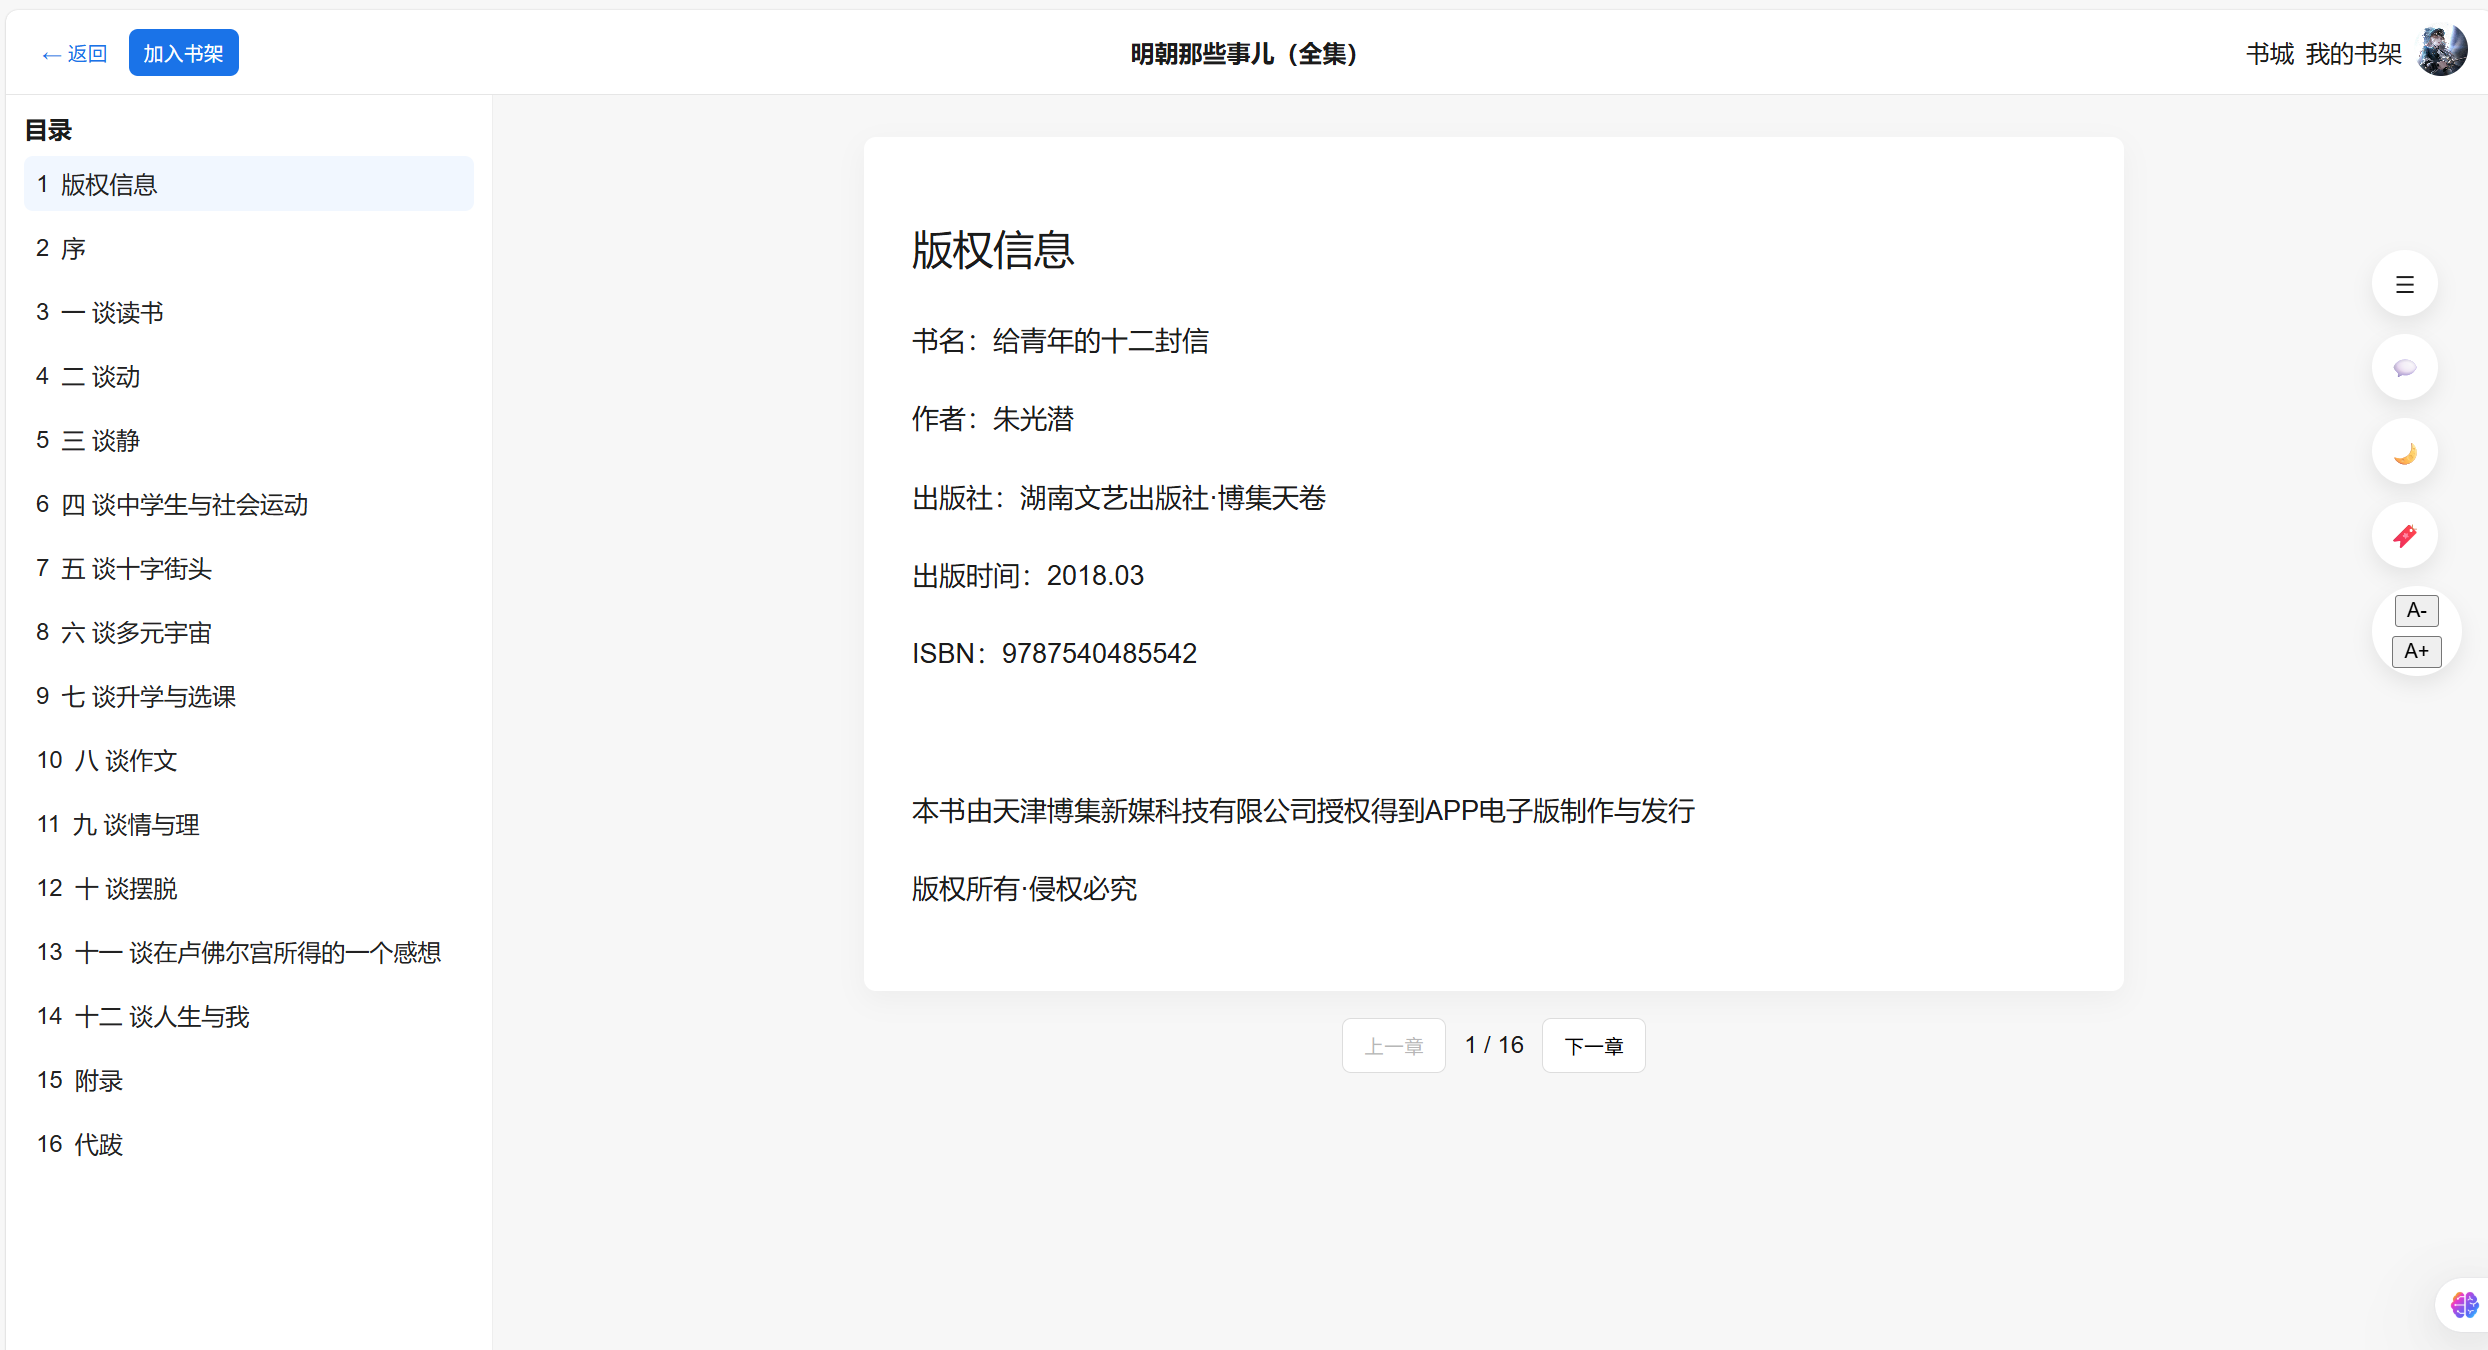 ← 返回 加入书架 明朝那些事儿（全集） 书城 我的书架
目录
1 版权信息
2 序
3 一 谈读书
4 二 谈动
5 三 谈静
6 四 谈中学生与社会运动
7 五 谈十字街头
8 六 谈多元宇宙
9 七 谈升学与选课
10 八 谈作文
11 九 谈情与理
12 十 谈摆脱
13 十一 谈在卢佛尔宫所得的一个感想
14 十二 谈人生与我
15 附录
16 代跋
版权信息
书名：给青年的十二封信
作者：朱光潜
出版社：湖南文艺出版社·博集天卷
出版时间：2018.03
ISBN：9787540485542
本书由天津博集新媒科技有限公司授权得到APP电子版制作与发行
版权所有·侵权必究
上一章 1 / 16 下一章
A-
A+